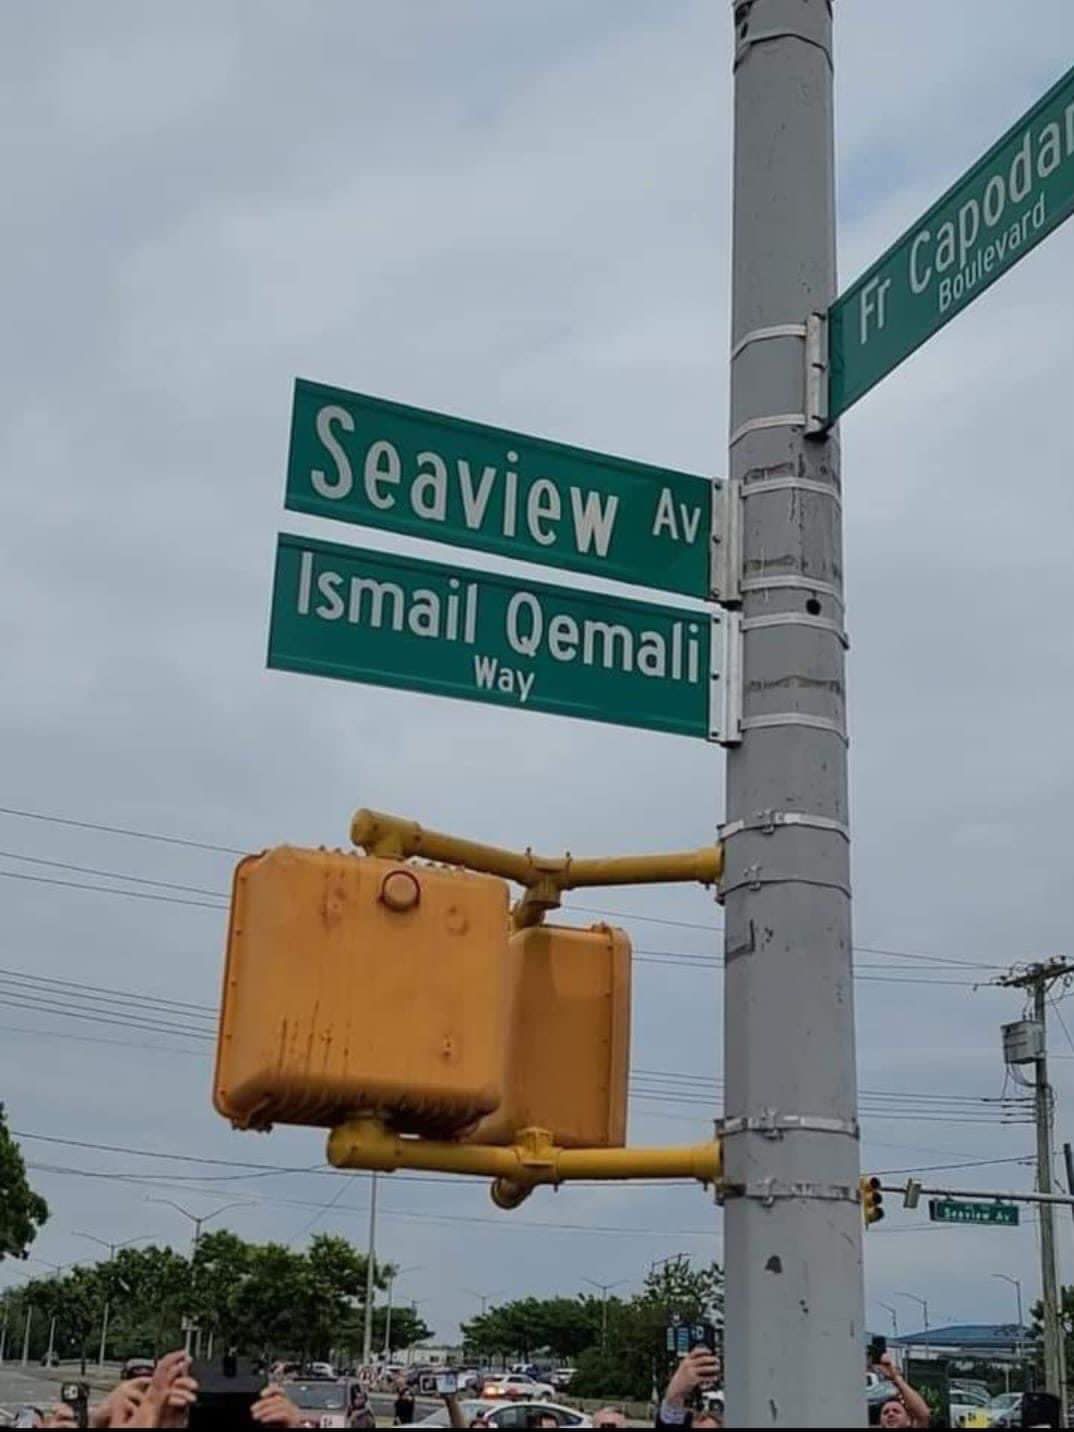 Fr Capodan
Boulevard
Seaview Av
Ismail Qemali
Way
Seaview Av